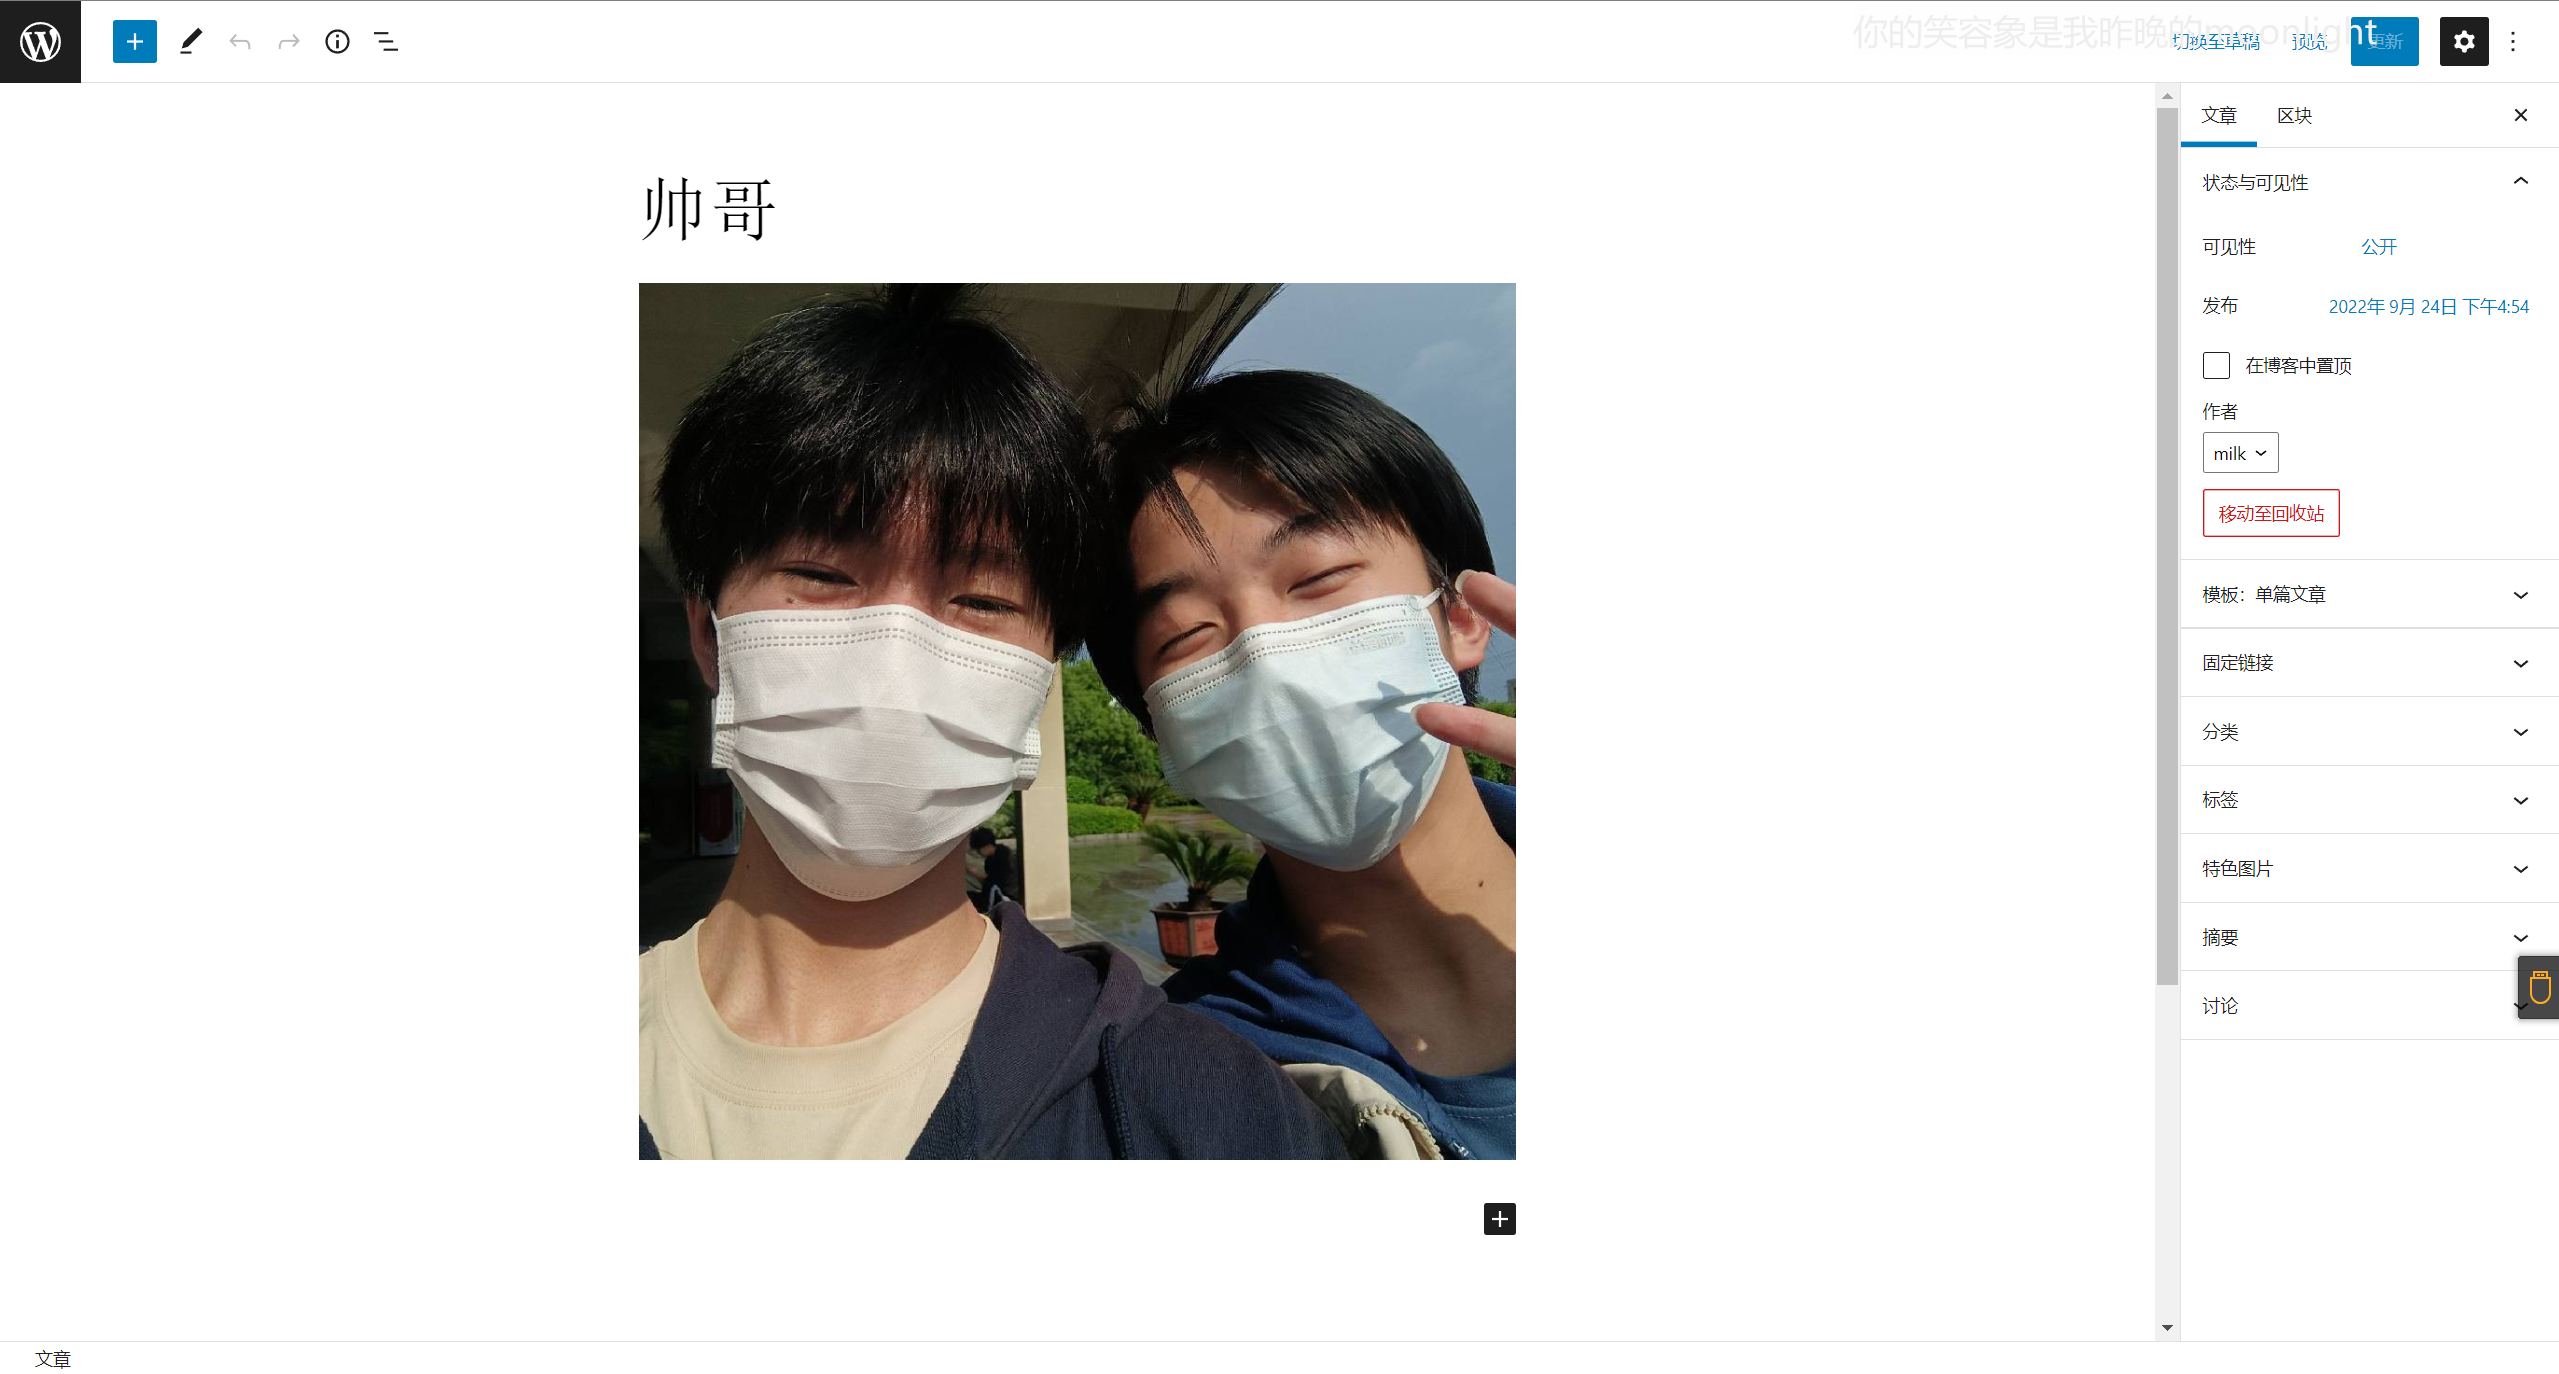 你的笑容象是我昨晚的moonlight
切换至草稿 预览 更新
文章 区块
帅哥
状态与可见性
可见性 公开
发布 2022年 9月 24日 下午4:54
在博客中置顶
作者
milk
移动至回收站
模板：单篇文章
固定链接
分类
标签
特色图片
摘要
讨论
文章